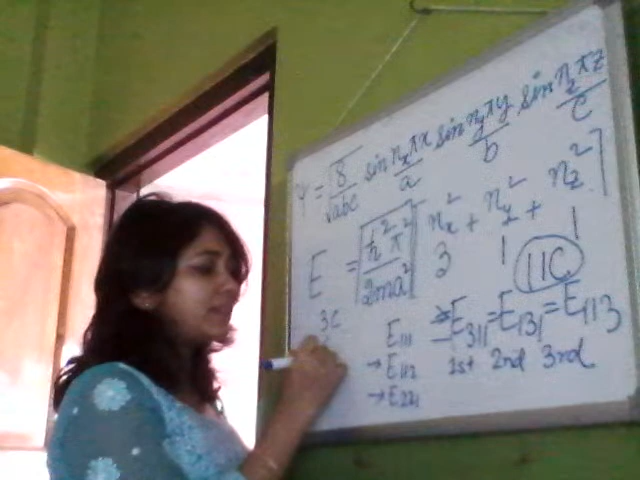 Ψ = √8/√abc sin nₓπx/a sin n_yπy/b sin n_zπz/c
E = [ħ²π²/2ma²] [nₓ² + n_y² + n_z²]
3 1 1
11C
3C
E₁₁₁ E₃₁₁ = E₁₃₁ = E₁₁₃
→ E₁₁₂ 1st 2nd 3rd
→ E₂₂₁